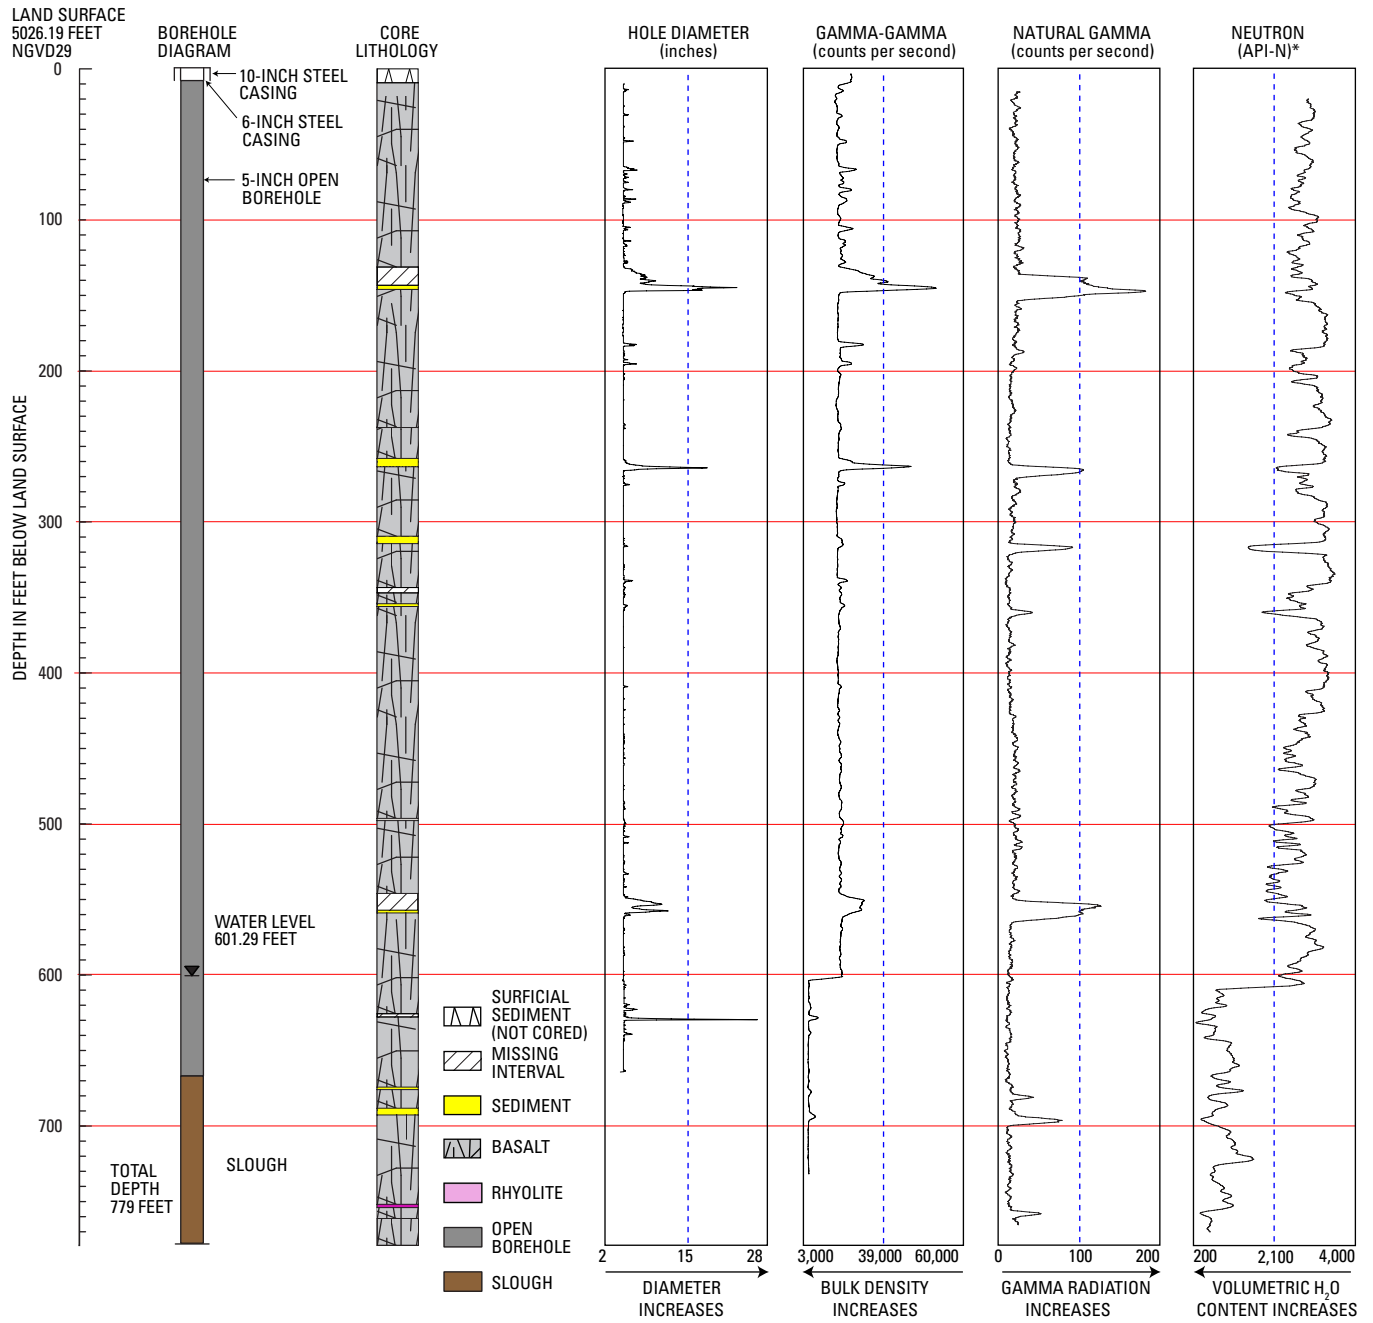 LAND SURFACE
5026.19 FEET
NGVD29
BOREHOLE
DIAGRAM
CORE
LITHOLOGY
HOLE DIAMETER
(inches)
GAMMA-GAMMA
(counts per second)
NATURAL GAMMA
(counts per second)
NEUTRON
(API-N)*
DEPTH IN FEET BELOW LAND SURFACE
0
100
200
300
400
500
600
700
10-INCH STEEL
CASING
6-INCH STEEL
CASING
5-INCH OPEN
BOREHOLE
WATER LEVEL
601.29 FEET
SLOUGH
TOTAL
DEPTH
779 FEET
SURFICIAL
SEDIMENT
(NOT CORED)
MISSING
INTERVAL
SEDIMENT
BASALT
RHYOLITE
OPEN
BOREHOLE
SLOUGH
2 15 28
DIAMETER
INCREASES
3,000 39,000 60,000
BULK DENSITY
INCREASES
0 100 200
GAMMA RADIATION
INCREASES
200 2,100 4,000
VOLUMETRIC H₂O
CONTENT INCREASES